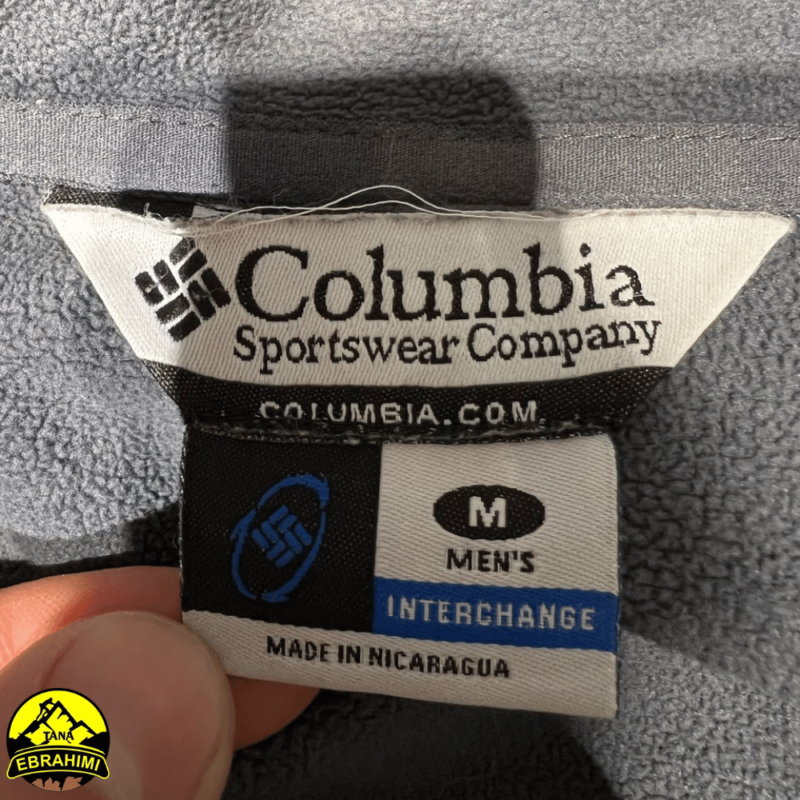 Columbia
Sportswear Company
COLUMBIA.COM
M
MEN'S
INTERCHANGE
MADE IN NICARAGUA
TANA
EBRAHIMI